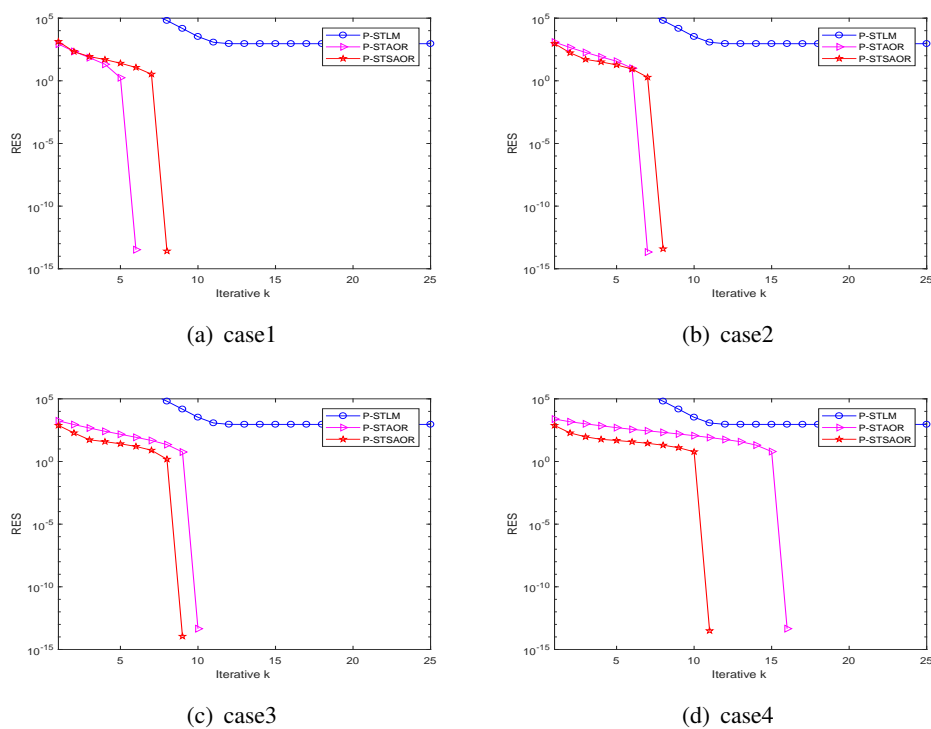 10^5
10^0
10^-5
10^-10
10^-15
RES
5
10
15
20
25
Iterative k
P-STLM
P-STAOR
P-STSAOR
(a) case1
10^5
10^0
10^-5
10^-10
10^-15
RES
5
10
15
20
25
Iterative k
P-STLM
P-STAOR
P-STSAOR
(b) case2
10^5
10^0
10^-5
10^-10
10^-15
RES
5
10
15
20
25
Iterative k
P-STLM
P-STAOR
P-STSAOR
(c) case3
10^5
10^0
10^-5
10^-10
10^-15
RES
5
10
15
20
25
Iterative k
P-STLM
P-STAOR
P-STSAOR
(d) case4